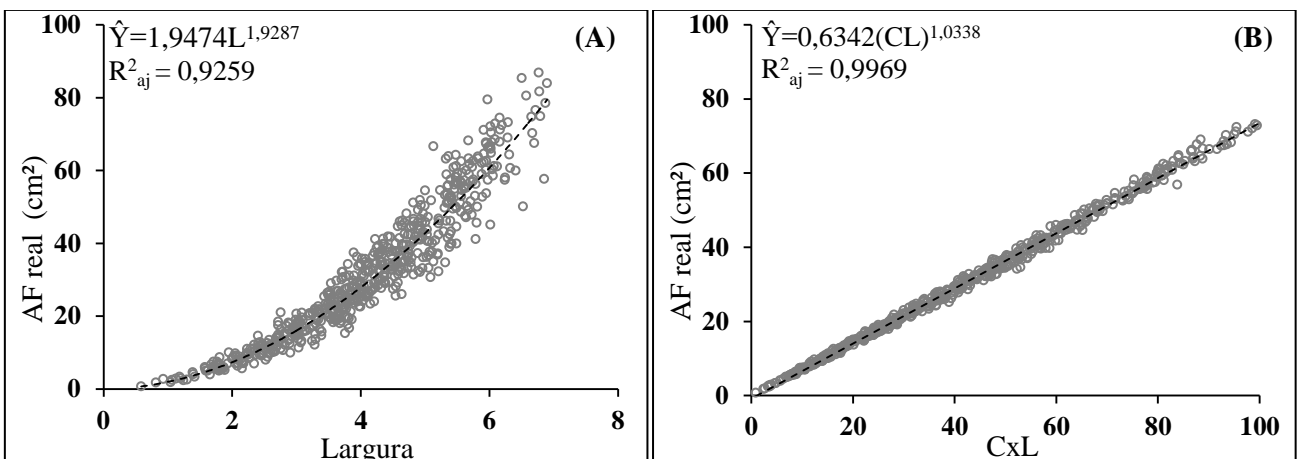 Ŷ=1,9474L^1,9287
R²aj = 0,9259
(A)
AF real (cm²)
100
80
60
40
20
0
0 2 4 6 8
Largura
Ŷ=0,6342(CL)^1,0338
R²aj = 0,9969
(B)
AF real (cm²)
100
80
60
40
20
0
0 20 40 60 80 100
CxL